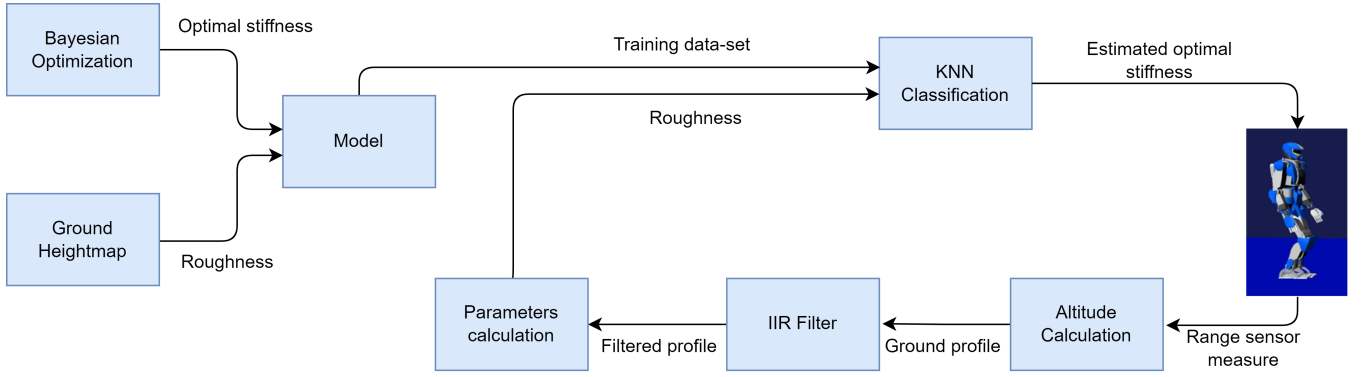 Bayesian
Optimization
Optimal stiffness
Model
Ground
Heightmap
Roughness
Training data-set
Roughness
KNN
Classification
Estimated optimal
stiffness
Range sensor
measure
Altitude
Calculation
Ground profile
IIR Filter
Filtered profile
Parameters
calculation